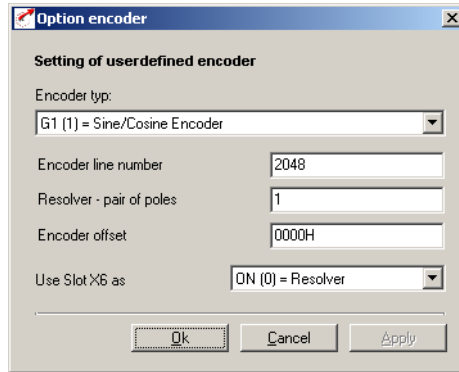 Option encoder
Setting of userdefined encoder
Encoder typ:
G1 (1) = Sine/Cosine Encoder
Encoder line number 2048
Resolver - pair of poles 1
Encoder offset 0000H
Use Slot X6 as ON (0) = Resolver
Ok Cancel Apply